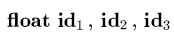 float id₁ , id₂ , id₃